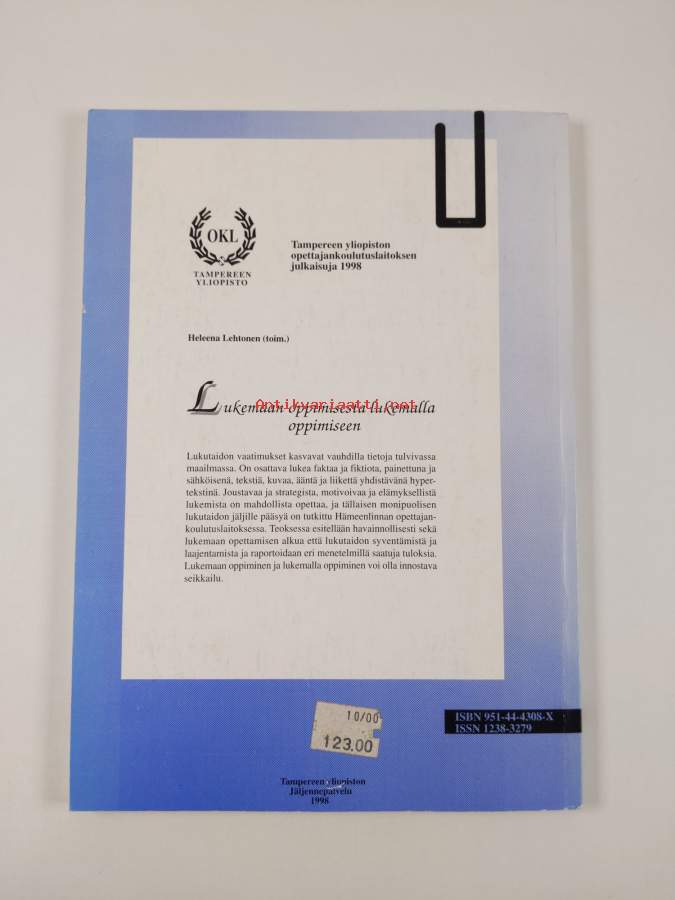 OKL
TAMPEREEN
YLIOPISTO
Tampereen yliopiston
opettajankoulutuslaitoksen
julkaisuja 1998
Heleena Lehtonen (toim.)
Lukemaan oppimisesta lukemalla
oppimiseen
Antikvariaatti.net
Lukutaidon vaatimukset kasvavat vauhdilla tietoja tulvivassa
maailmassa. On osattava lukea faktaa ja fiktiota, painettuna ja
sähköisenä, tekstiä, kuvaa, ääntä ja liikettä yhdistävänä hyper-
tekstinä. Joustavaa ja strategista, motivoivaa ja elämyksellistä
lukemista on mahdollista opettaa, ja tällaisen monipuolisen
lukutaidon jäljille pääsyä on tutkittu Hämeenlinnan opettajan-
koulutuslaitoksessa. Teoksessa esitellään havainnollisesti sekä
lukemaan opettamisen alkua että lukutaidon syventämistä ja
laajentamista ja raportoidaan eri menetelmillä saatuja tuloksia.
Lukemaan oppiminen ja lukemalla oppiminen voi olla innostava
seikkailu.
10/00
123.00
ISBN 951-44-4308-X
ISSN 1238-3279
Tampereen yliopiston
Jäljennepalvelu
1998